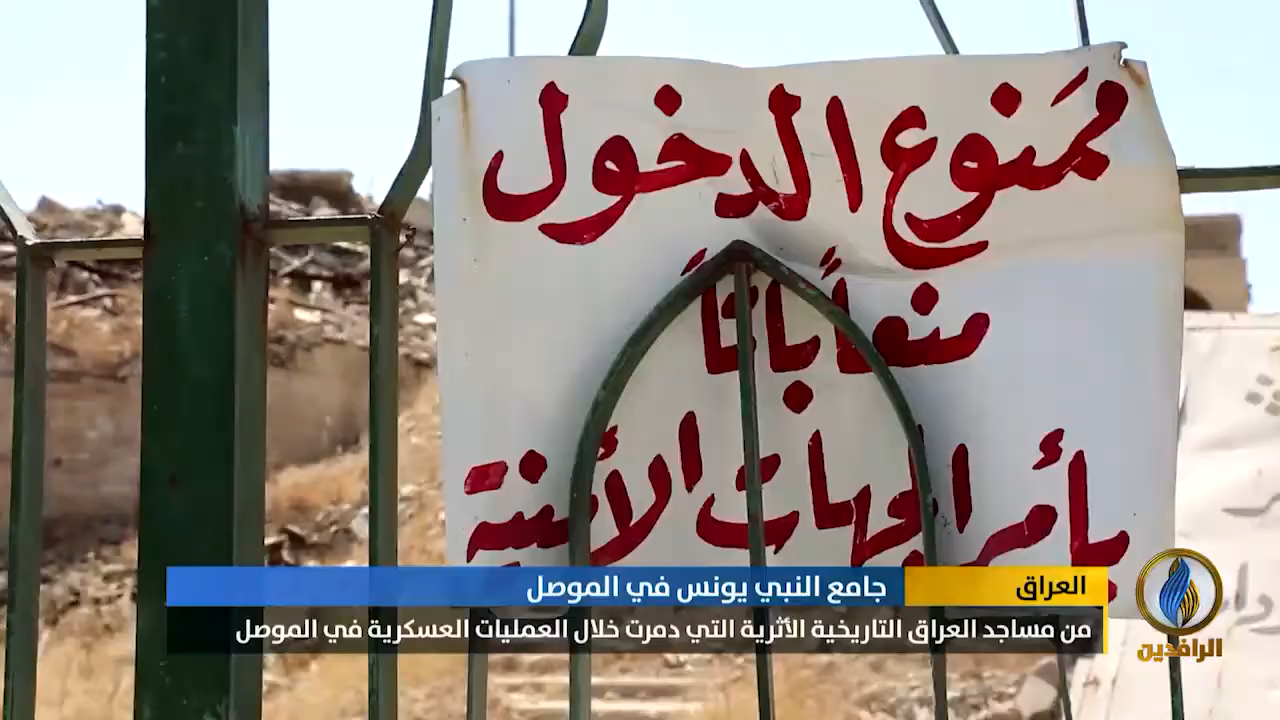 ممنوع الدخول
منعاً باتاً
بأمر الجهات الأمنية
العراق
جامع النبي يونس في الموصل
من مساجد العراق التاريخية الأثرية التي دمرت خلال العمليات العسكرية في الموصل
الرافدين